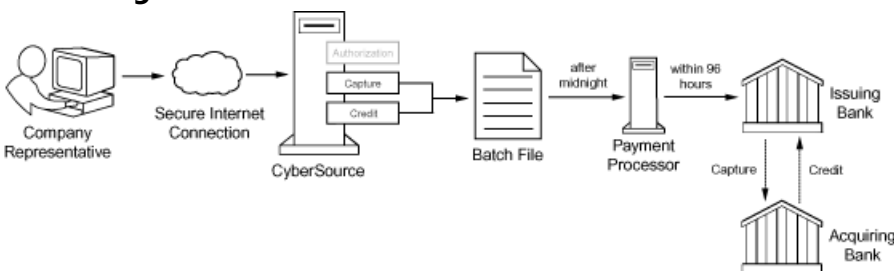 Company
Representative
Secure Internet
Connection
Authorization
Capture
Credit
CyberSource
Batch File
after
midnight
Payment
Processor
within 96
hours
Issuing
Bank
Capture
Credit
Acquiring
Bank